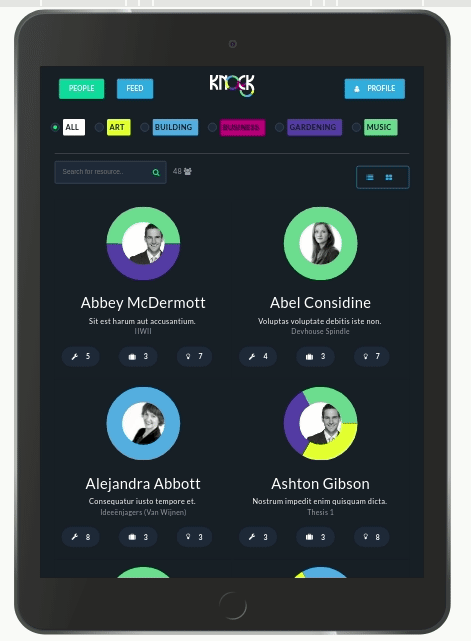 PEOPLE FEED KNOCK PROFILE
ALL ART BUILDING BUSINESS GARDENING MUSIC
Search for resource.. 48
Abbey McDermott Abel Considine
Sit est harum aut accusantium. Voluptas voluptate debitis iste non.
IIWII Devhouse Spindle
5 3 7 4 3 7
Alejandra Abbott Ashton Gibson
Consequatur iusto tempore et. Nostrum impedit enim quisquam dicta.
Ideeënjagers (Van Wijnen) Thesis 1
8 3 3 3 3 8